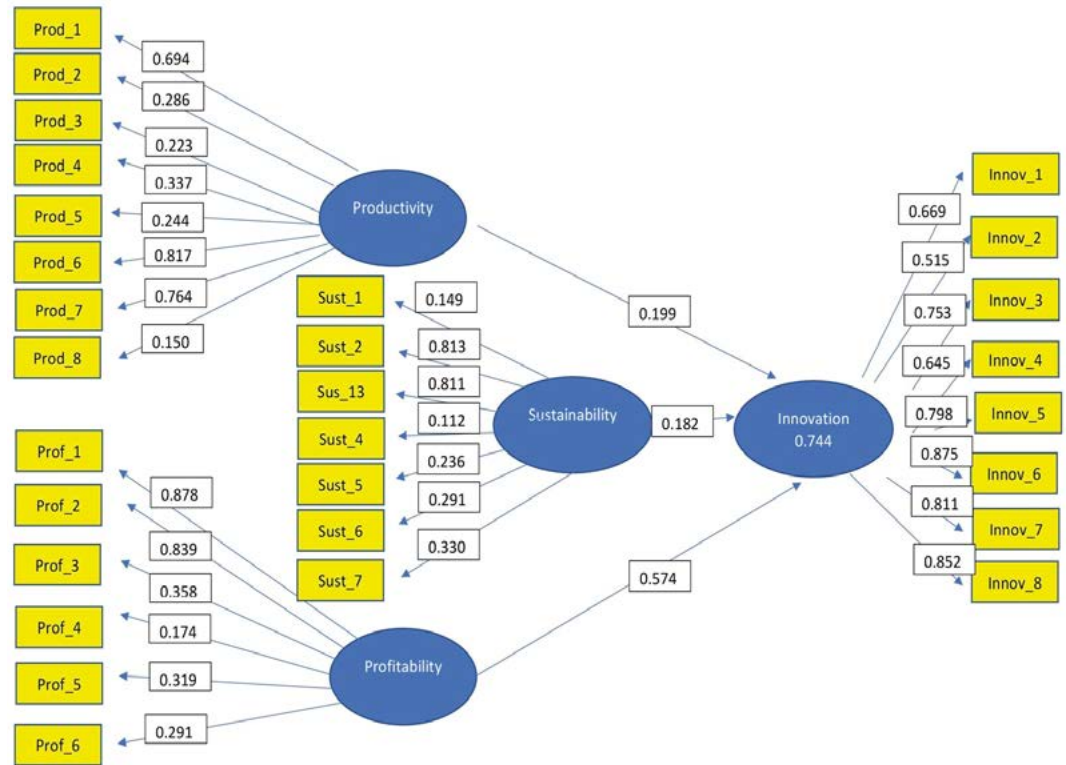 Prod_1
0.694
Prod_2
0.286
Prod_3
0.223
Prod_4
0.337
Prod_5
0.244
Prod_6
0.817
Prod_7
0.764
Prod_8
0.150
Productivity
0.199
Sust_1
0.149
Sust_2
0.813
Sus_13
0.811
Sust_4
0.112
Sust_5
0.236
Sust_6
0.291
Sust_7
0.330
Sustainability
0.182
Prof_1
0.878
Prof_2
0.839
Prof_3
0.358
Prof_4
0.174
Prof_5
0.319
Prof_6
0.291
Profitability
0.574
Innovation
0.744
Innov_1
0.669
Innov_2
0.515
Innov_3
0.753
Innov_4
0.645
Innov_5
0.798
Innov_6
0.875
Innov_7
0.811
Innov_8
0.852